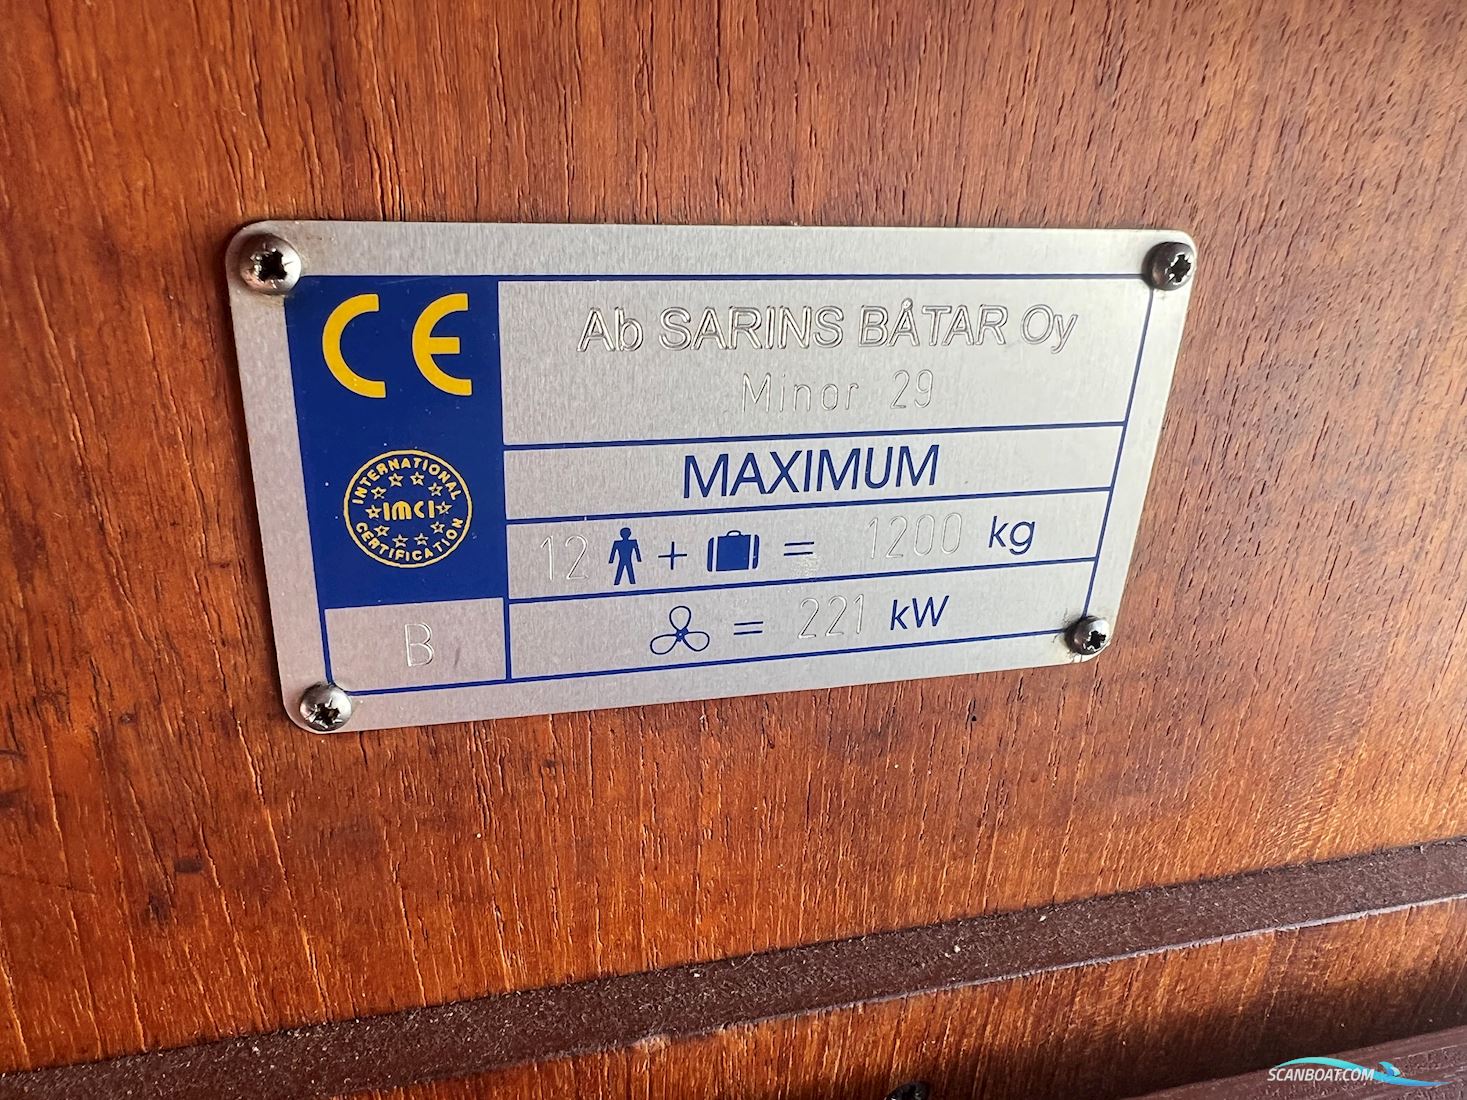 CE
Ab SARINS BÅTAR Oy
Minor 29
MAXIMUM
INTERNATIONAL
IMCI
CERTIFICATION
12 + = 1200 kg
= 221 kW
B
SCANBOAT.COM